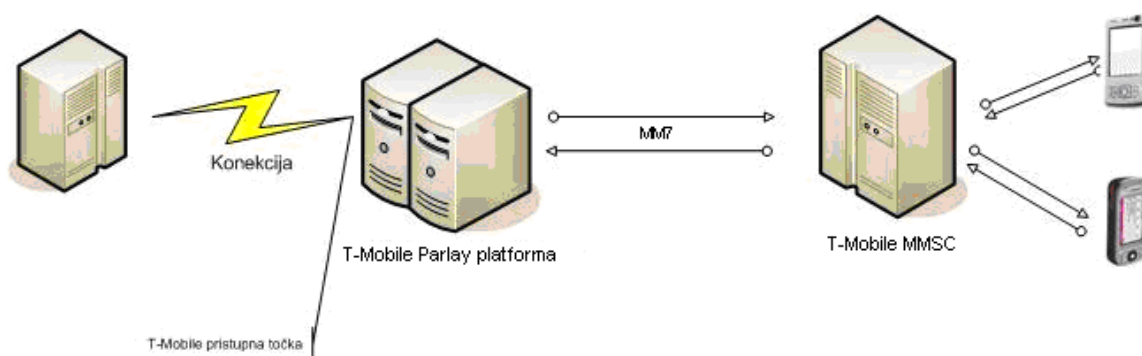 Konekcija
MM7
T-Mobile Parlay platforma
T-Mobile MMSC
T-Mobile pristupna točka